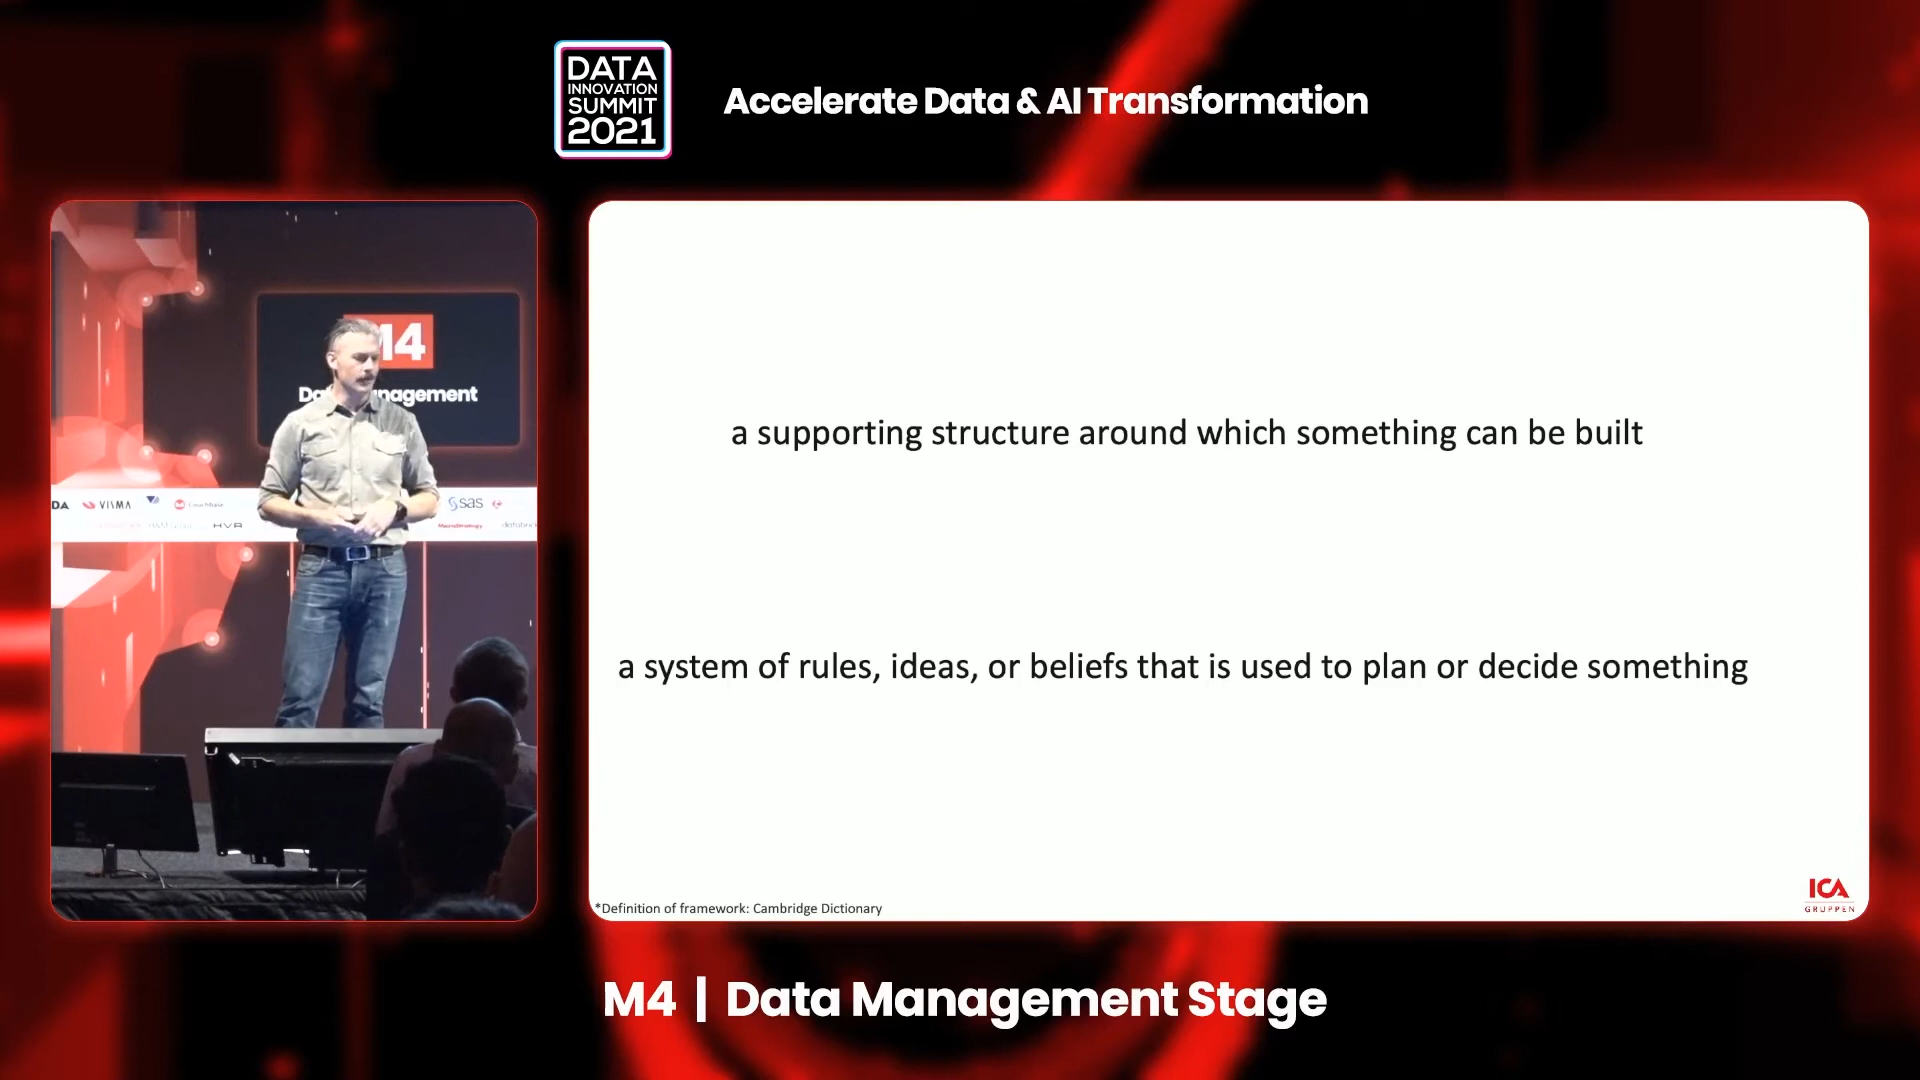 DATA
INNOVATION
SUMMIT
2021
Accelerate Data & AI Transformation
M4
VISMA
sas
HVR
MicroStrategy
a supporting structure around which something can be built
a system of rules, ideas, or beliefs that is used to plan or decide something
*Definition of framework: Cambridge Dictionary
ICA
GRUPPEN
M4 | Data Management Stage